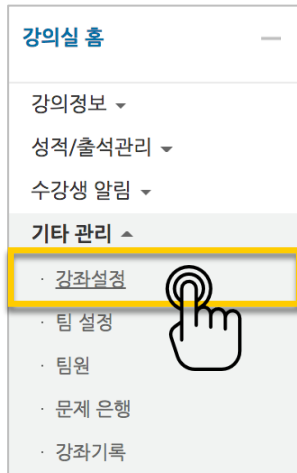 강의실 홈
강의정보
성적/출석관리
수강생 알림
기타 관리
· 강좌설정
· 팀 설정
· 팀원
· 문제 은행
· 강좌기록